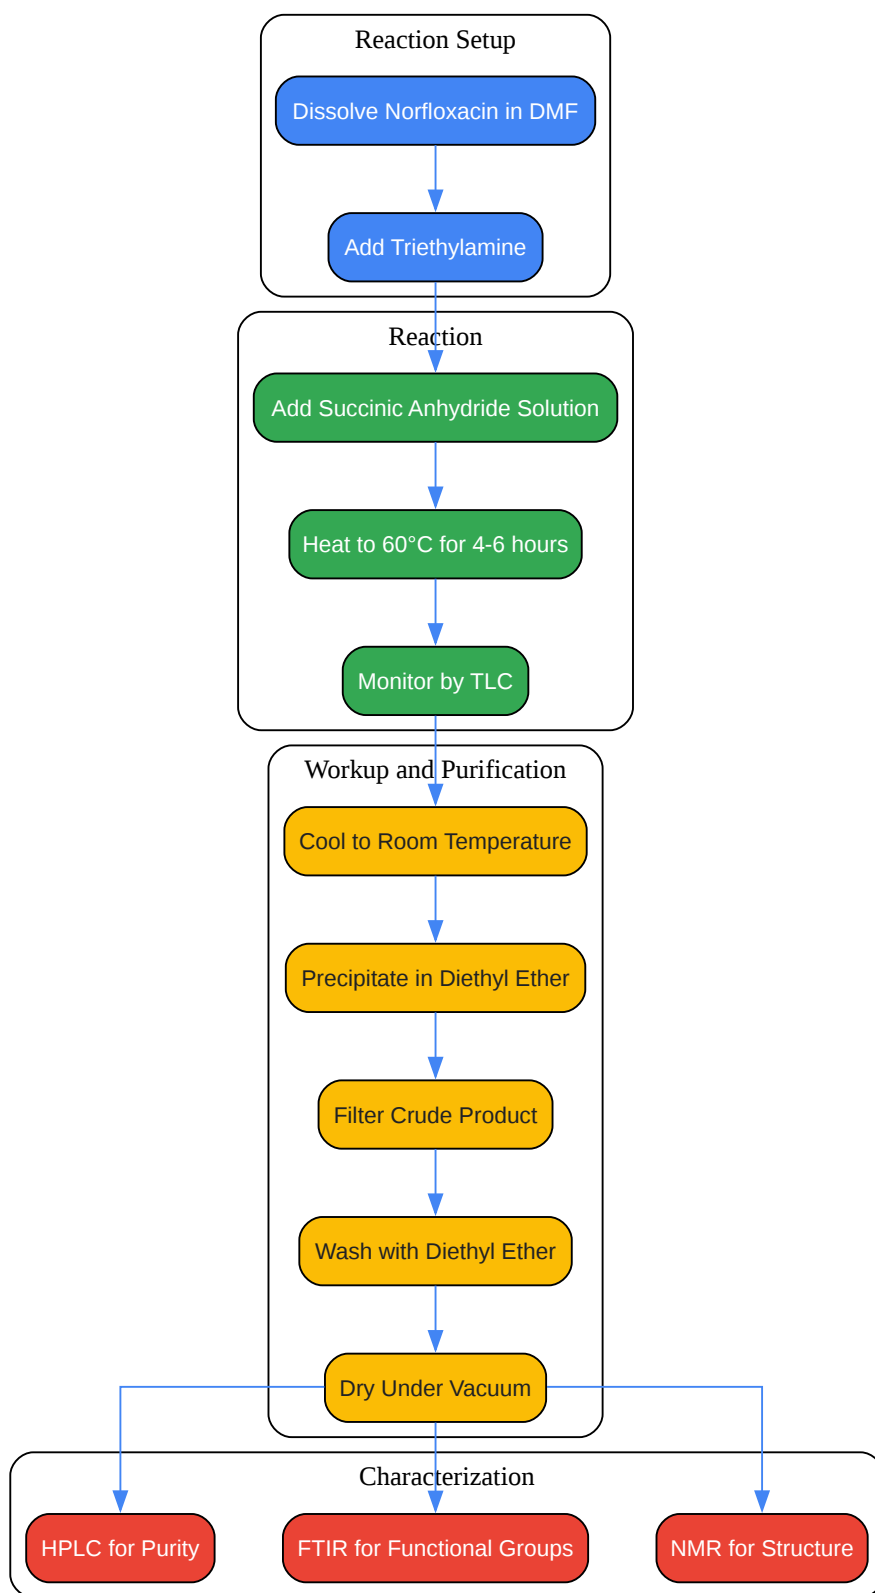 Reaction Setup
Dissolve Norfloxacin in DMF
Add Triethylamine
Reaction
Add Succinic Anhydride Solution
Heat to 60°C for 4-6 hours
Monitor by TLC
Workup and Purification
Cool to Room Temperature
Precipitate in Diethyl Ether
Filter Crude Product
Wash with Diethyl Ether
Dry Under Vacuum
Characterization
HPLC for Purity
FTIR for Functional Groups
NMR for Structure